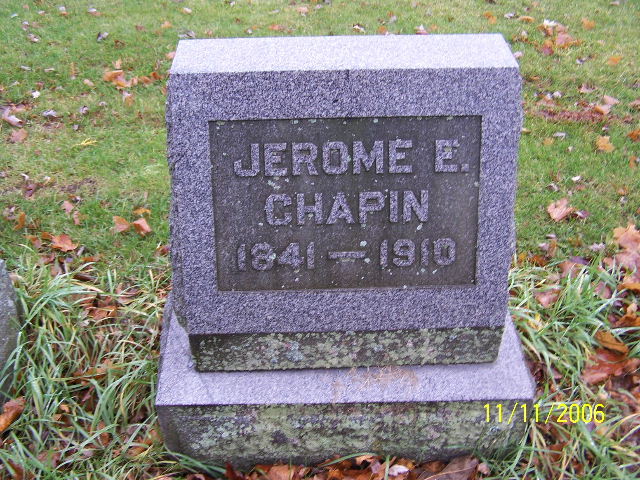 JEROME E.
CHAPIN
1841 — 1910
11/11/2006